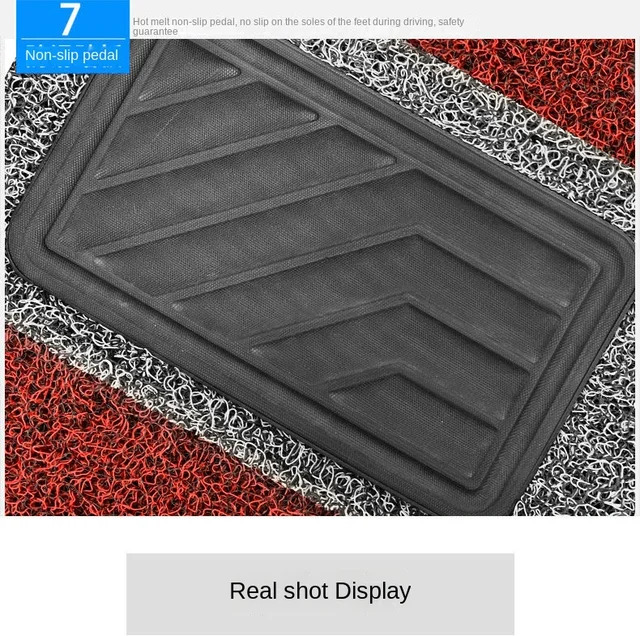 7
Non-slip pedal
Hot melt non-slip pedal, no slip on the soles of the feet during driving, safety
guarantee
Real shot Display